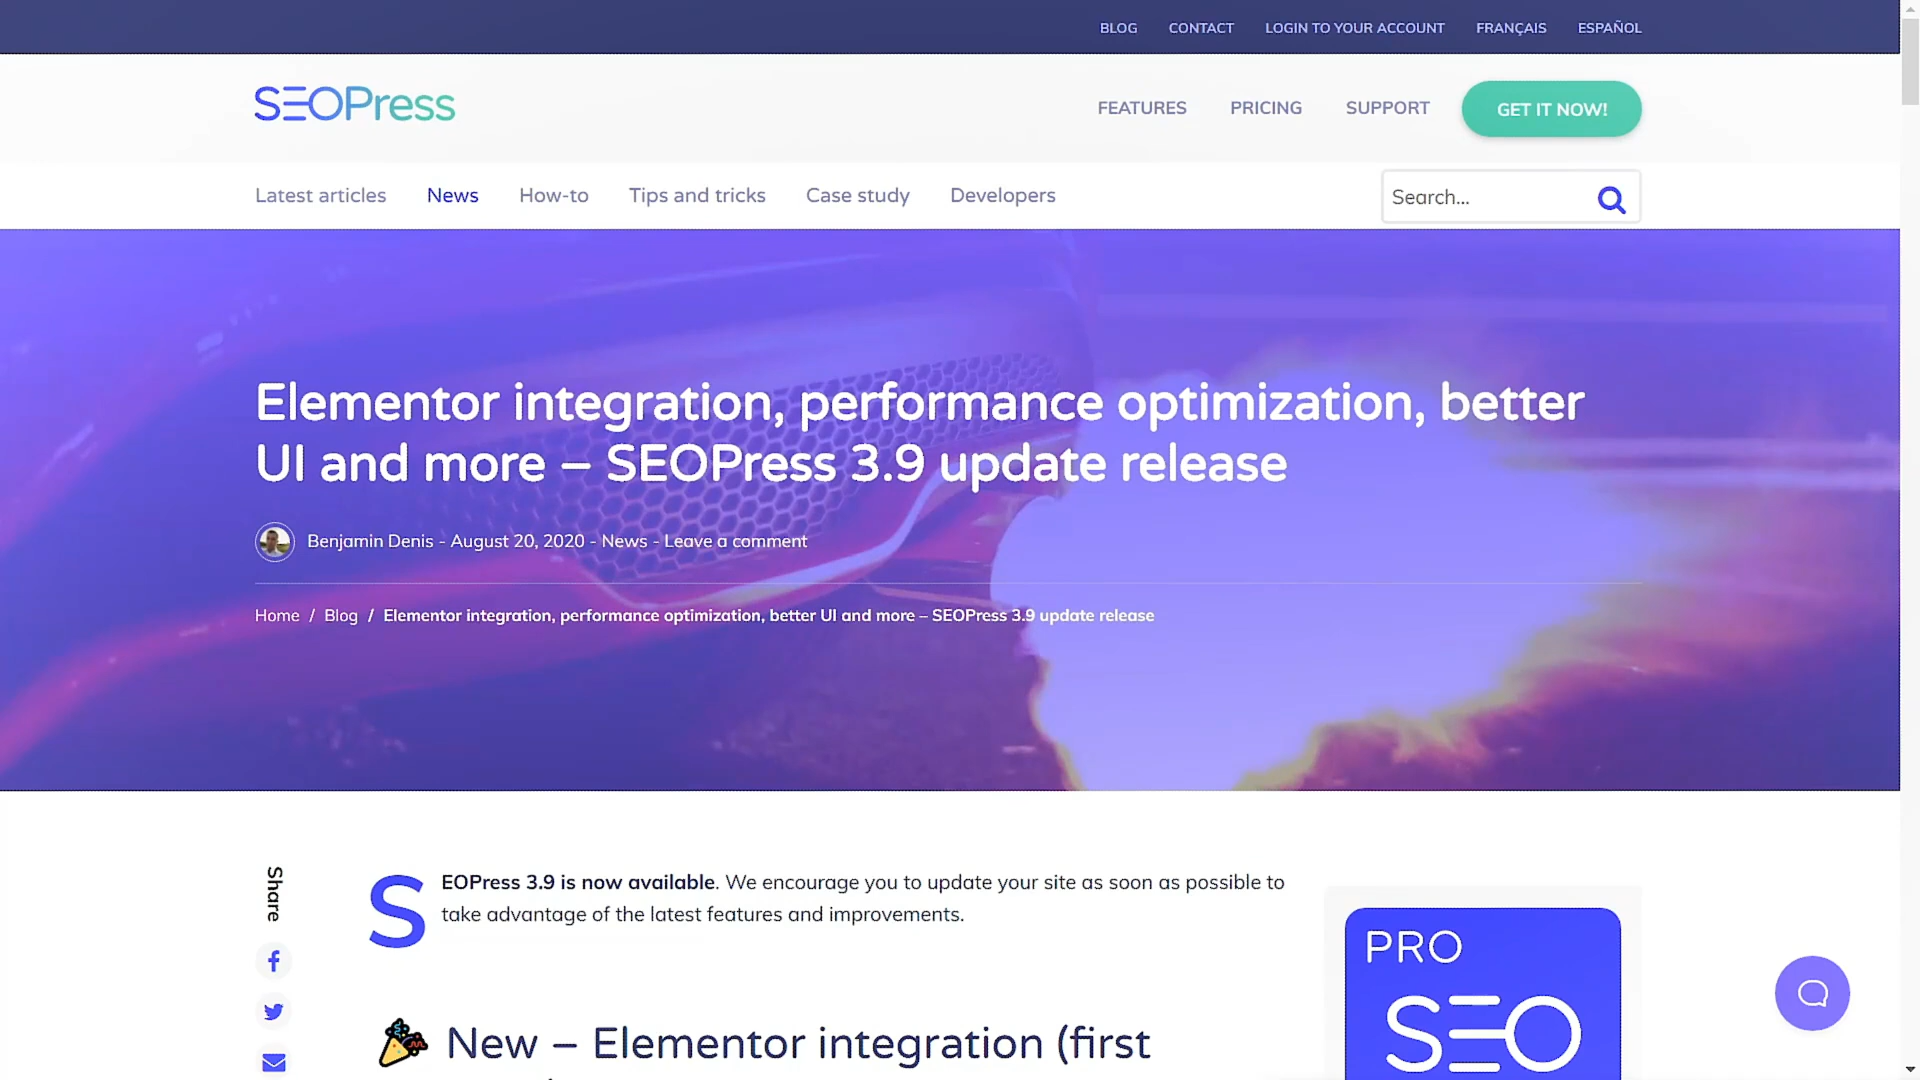 BLOG CONTACT LOGIN TO YOUR ACCOUNT FRANÇAIS ESPAÑOL
SEOPress
FEATURES PRICING SUPPORT GET IT NOW!
Latest articles News How-to Tips and tricks Case study Developers Search...
Elementor integration, performance optimization, better
UI and more – SEOPress 3.9 update release
Benjamin Denis - August 20, 2020 - News - Leave a comment
Home / Blog / Elementor integration, performance optimization, better UI and more – SEOPress 3.9 update release
Share
SEOPress 3.9 is now available. We encourage you to update your site as soon as possible to
take advantage of the latest features and improvements.
New – Elementor integration (first
PRO
SEO